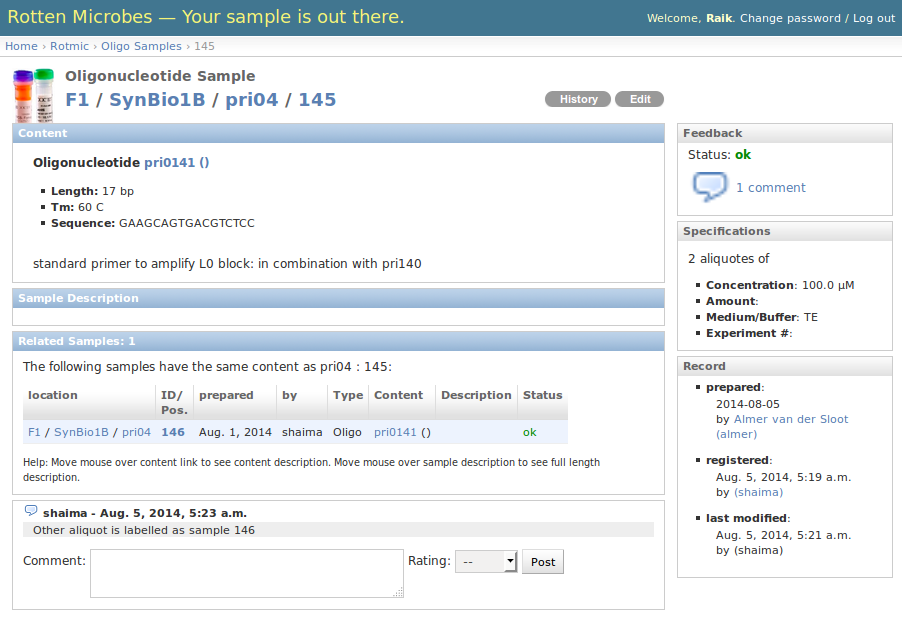 Rotten Microbes — Your sample is out there.
Welcome, Raik. Change password / Log out
Home › Rotmic › Oligo Samples › 145
Oligonucleotide Sample
F1 / SynBio1B / pri04 / 145
History
Edit
Content
Oligonucleotide pri0141 ()
Length: 17 bp
Tm: 60 C
Sequence: GAAGCAGTGACGTCTCC
standard primer to amplify L0 block: in combination with pri140
Sample Description
Related Samples: 1
The following samples have the same content as pri04 : 145:
location ID/ Pos. prepared by Type Content Description Status
F1 / SynBio1B / pri04 146 Aug. 1, 2014 shaima Oligo pri0141 () ok
Help: Move mouse over content link to see content description. Move mouse over sample description to see full length
description.
shaima - Aug. 5, 2014, 5:23 a.m.
Other aliquot is labelled as sample 146
Comment:
Rating: --
Post
Feedback
Status: ok
1 comment
Specifications
2 aliquotes of
Concentration: 100.0 µM
Amount:
Medium/Buffer: TE
Experiment #:
Record
prepared:
2014-08-05
by Almer van der Sloot
(almer)
registered:
Aug. 5, 2014, 5:19 a.m.
by (shaima)
last modified:
Aug. 5, 2014, 5:21 a.m.
by (shaima)